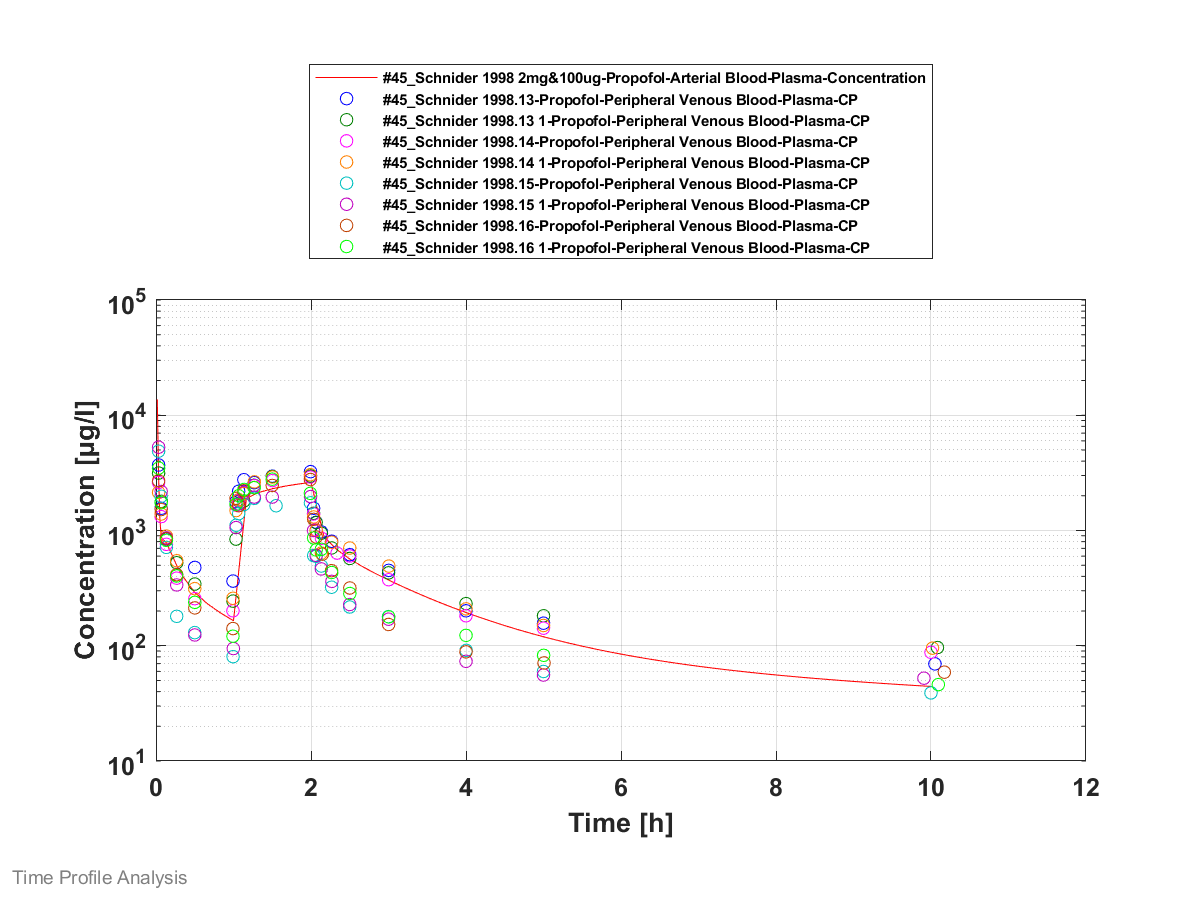 #45_Schnider 1998 2mg&100ug-Propofol-Arterial Blood-Plasma-Concentration
#45_Schnider 1998.13-Propofol-Peripheral Venous Blood-Plasma-CP
#45_Schnider 1998.13 1-Propofol-Peripheral Venous Blood-Plasma-CP
#45_Schnider 1998.14-Propofol-Peripheral Venous Blood-Plasma-CP
#45_Schnider 1998.14 1-Propofol-Peripheral Venous Blood-Plasma-CP
#45_Schnider 1998.15-Propofol-Peripheral Venous Blood-Plasma-CP
#45_Schnider 1998.15 1-Propofol-Peripheral Venous Blood-Plasma-CP
#45_Schnider 1998.16-Propofol-Peripheral Venous Blood-Plasma-CP
#45_Schnider 1998.16 1-Propofol-Peripheral Venous Blood-Plasma-CP
Concentration [µg/l]
10^5
10^4
10^3
10^2
10^1
0 2 4 6 8 10 12
Time [h]
Time Profile Analysis